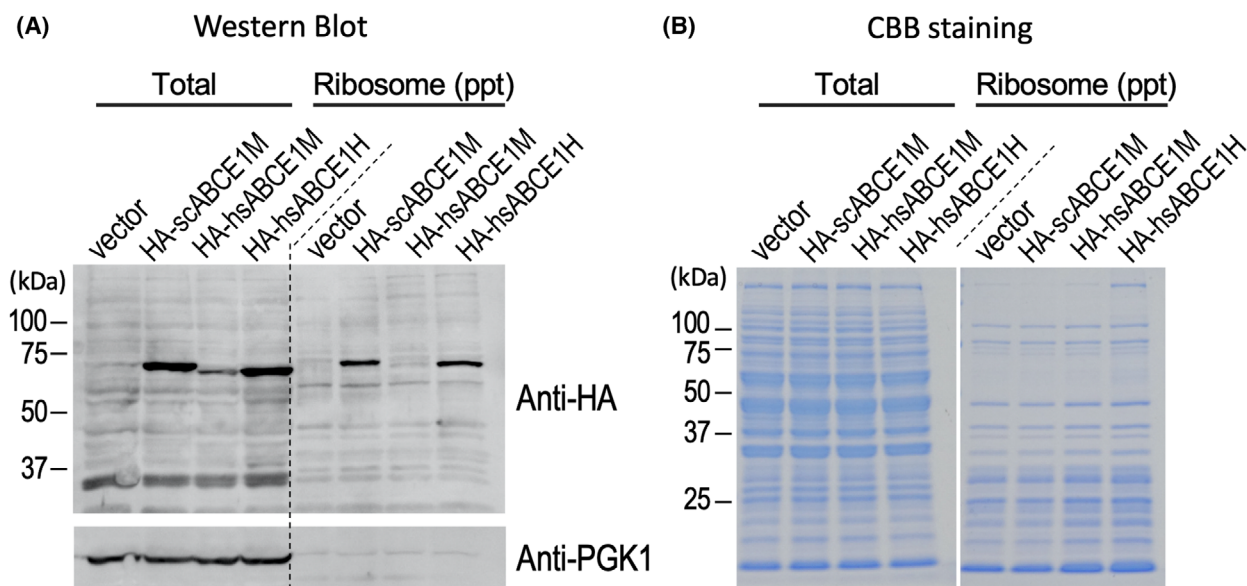 (A) Western Blot
Total Ribosome (ppt)
vector HA-scABCE1M HA-hsABCE1M HA-hsABCE1H vector HA-scABCE1M HA-hsABCE1M HA-hsABCE1H
(kDa)
100
75
50
37
Anti-HA
Anti-PGK1
(B) CBB staining
Total Ribosome (ppt)
vector HA-scABCE1M HA-hsABCE1M HA-hsABCE1H vector HA-scABCE1M HA-hsABCE1M HA-hsABCE1H
(kDa)
100
75
50
37
25